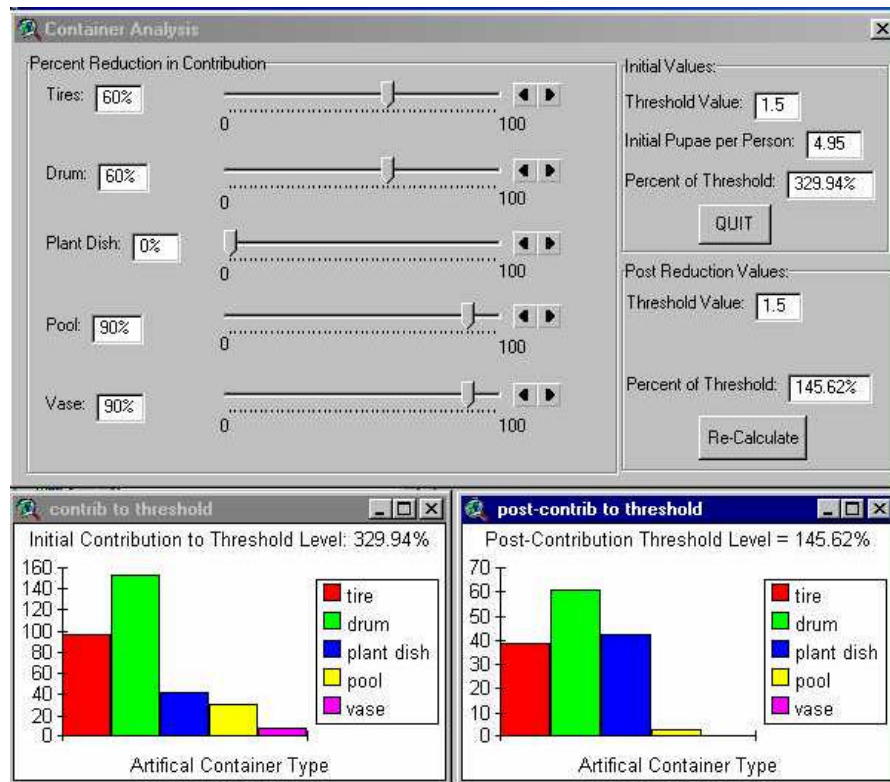 Container Analysis
Percent Reduction in Contribution
Tires: 60%
0 100
Drum: 60%
0 100
Plant Dish: 0%
0 100
Pool: 90%
0 100
Vase: 90%
0 100
Initial Values:
Threshold Value: 1.5
Initial Pupae per Person: 4.95
Percent of Threshold: 329.94%
QUIT
Post Reduction Values:
Threshold Value: 1.5
Percent of Threshold: 145.62%
Re-Calculate
contrib to threshold
Initial Contribution to Threshold Level: 329.94%
160
140
120
100
80
60
40
20
0
tire
drum
plant dish
pool
vase
Artifical Container Type
post-contrib to threshold
Post-Contribution Threshold Level = 145.62%
70
60
50
40
30
20
10
0
tire
drum
plant dish
pool
vase
Artifical Container Type